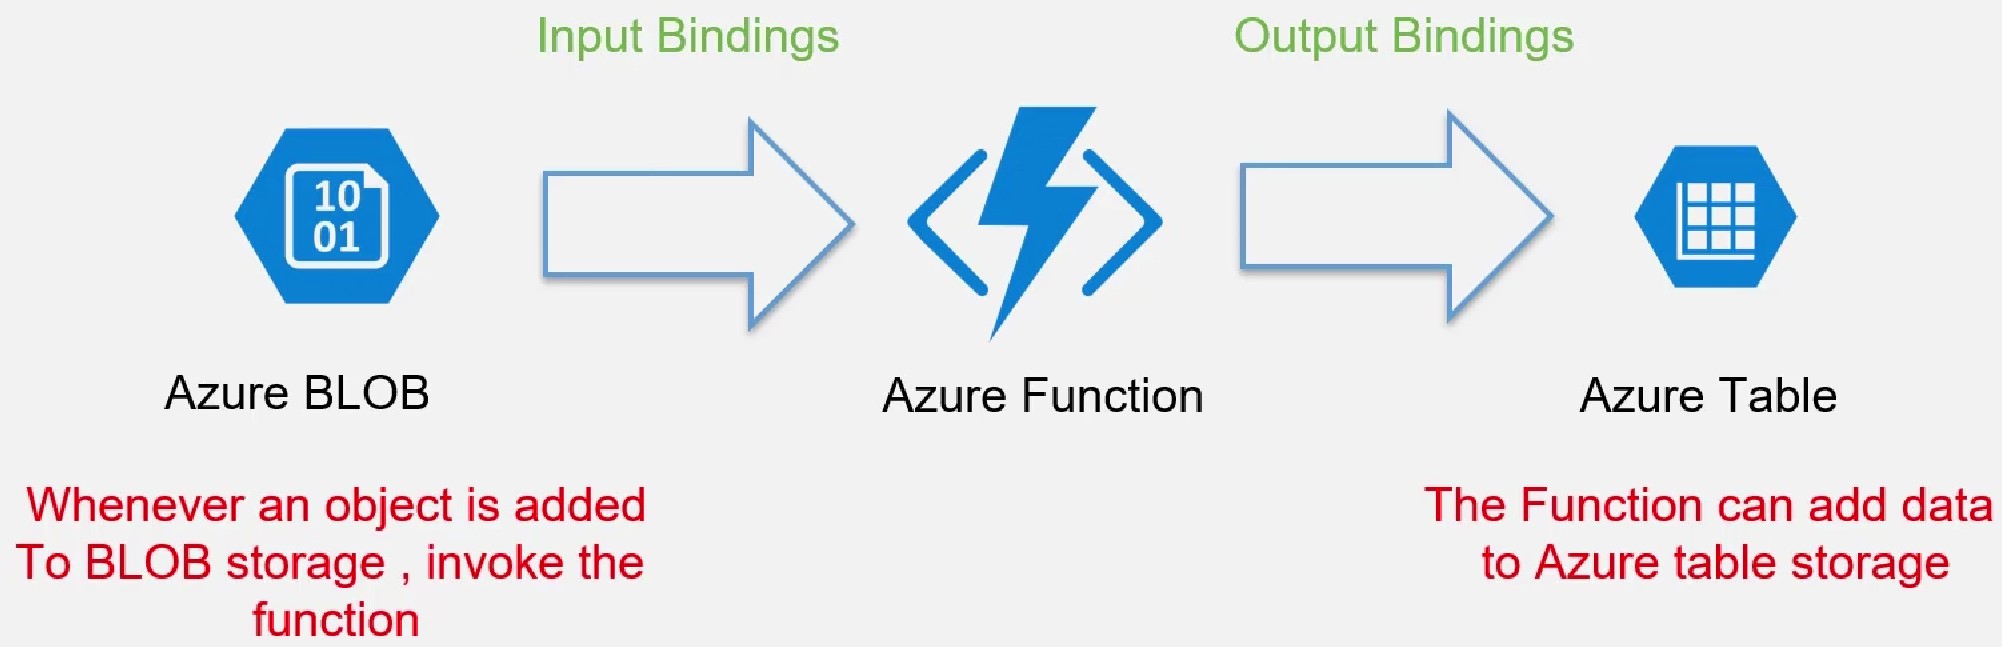 Input Bindings
Output Bindings
10
01
Azure BLOB
Azure Function
Azure Table
Whenever an object is added
To BLOB storage , invoke the
function
The Function can add data
to Azure table storage